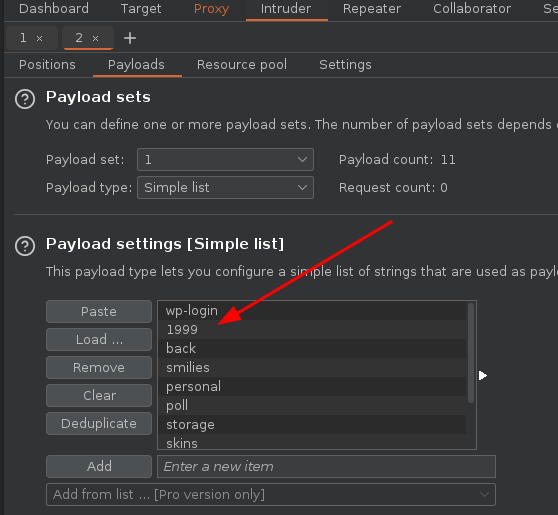 Dashboard Target Proxy Intruder Repeater Collaborator
1 × 2 × +
Positions Payloads Resource pool Settings
? Payload sets
You can define one or more payload sets. The number of payload sets depends
Payload set: 1 Payload count: 11
Payload type: Simple list Request count: 0
? Payload settings [Simple list]
This payload type lets you configure a simple list of strings that are used as
Paste
Load ...
Remove
Clear
Deduplicate
wp-login
1999
back
smilies
personal
poll
storage
skins
Add Enter a new item
Add from list ... [Pro version only]